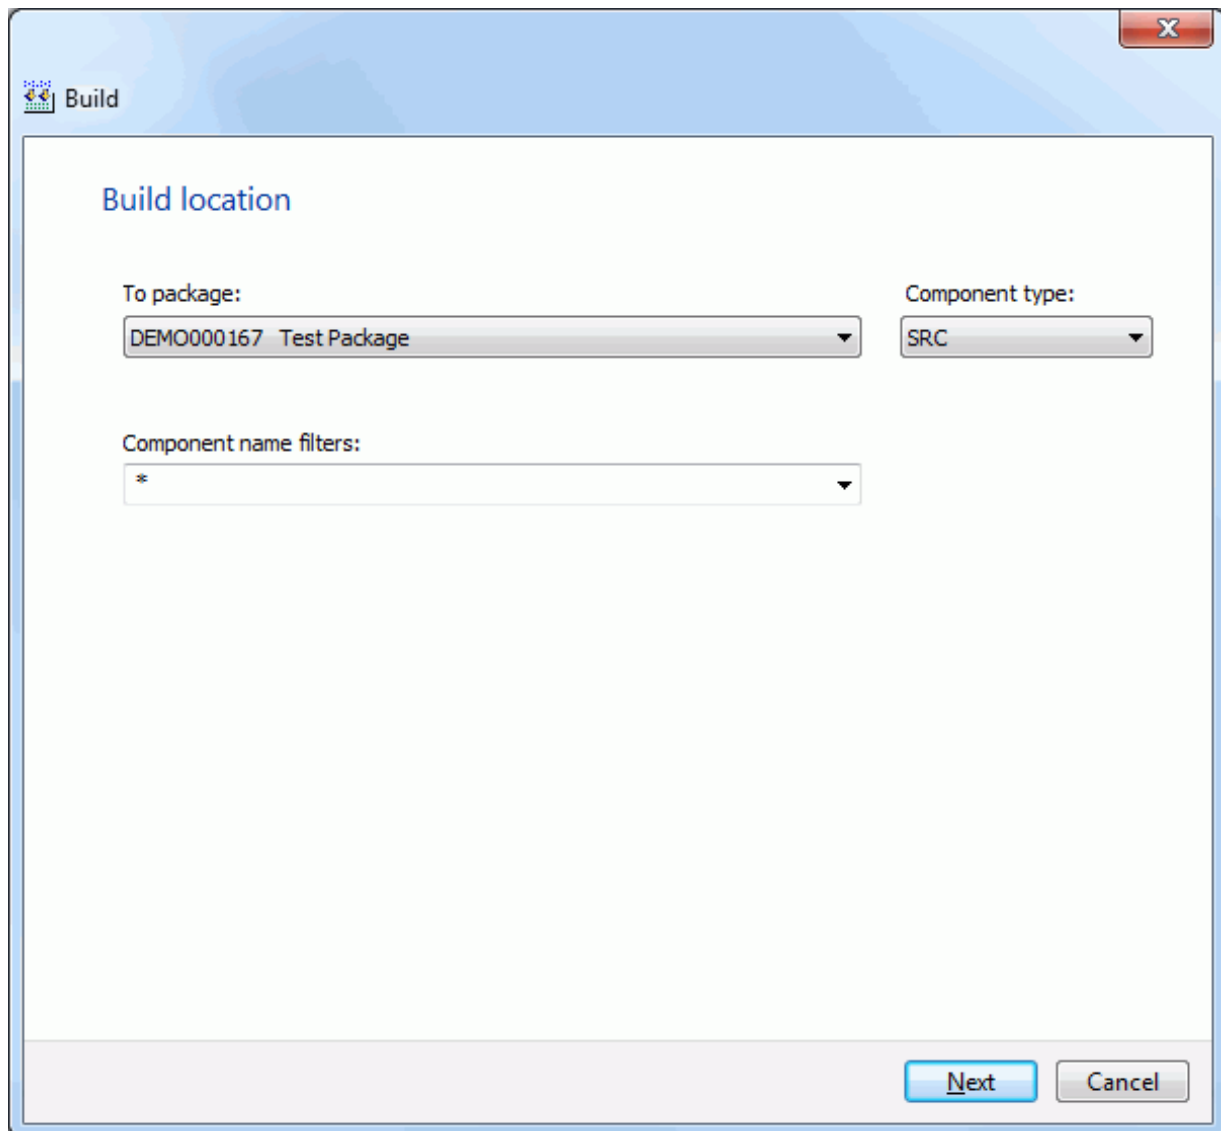 Build
Build location
To package:
Component type:
DEMO000167 Test Package
SRC
Component name filters:
*
Next
Cancel